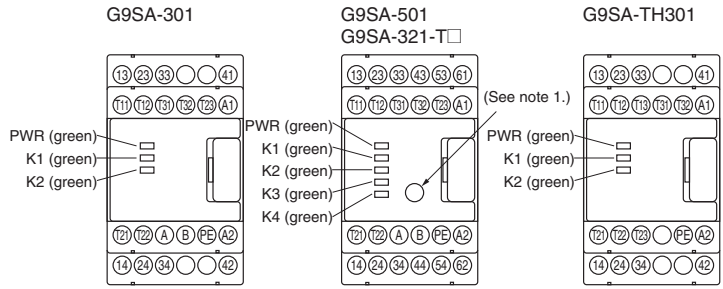 G9SA-301
G9SA-501
G9SA-321-T□
G9SA-TH301
13 23 33 41
T11 T12 T31 T32 T23 A1
PWR (green)
K1 (green)
K2 (green)
T21 T22 A B PE A2
14 24 34 42
13 23 33 43 53 61
T11 T12 T31 T32 T23 A1
(See note 1.)
PWR (green)
K1 (green)
K2 (green)
K3 (green)
K4 (green)
T21 T22 A B PE A2
14 24 34 44 54 62
13 23 33 41
T11 T12 T13 T31 T32 A1
PWR (green)
K1 (green)
K2 (green)
T21 T22 T23 PE A2
14 24 34 42